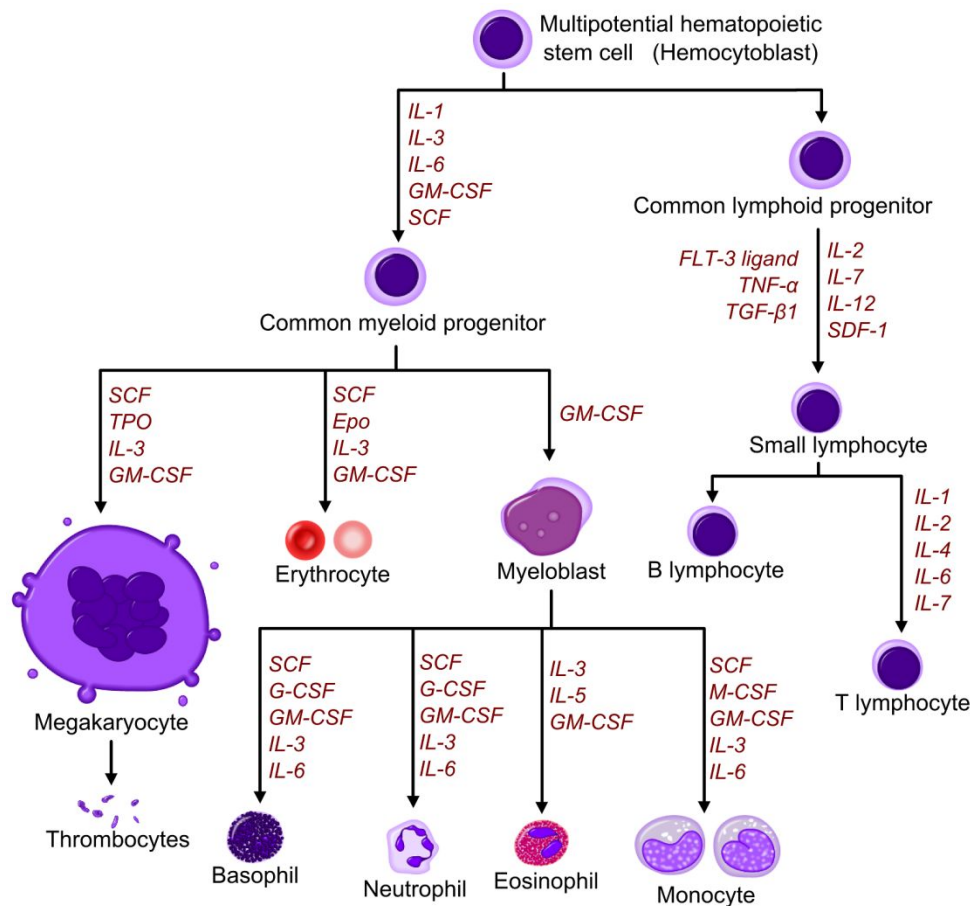 Multipotential hematopoietic
stem cell (Hemocytoblast)
IL-1
IL-3
IL-6
GM-CSF
SCF
Common myeloid progenitor
Common lymphoid progenitor
FLT-3 ligand
TNF-α
TGF-β1
IL-2
IL-7
IL-12
SDF-1
Small lymphocyte
SCF
TPO
IL-3
GM-CSF
SCF
Epo
IL-3
GM-CSF
GM-CSF
Megakaryocyte
Erythrocyte
Myeloblast
B lymphocyte
IL-1
IL-2
IL-4
IL-6
IL-7
T lymphocyte
Thrombocytes
SCF
G-CSF
GM-CSF
IL-3
IL-6
SCF
G-CSF
GM-CSF
IL-3
IL-6
IL-3
IL-5
GM-CSF
SCF
M-CSF
GM-CSF
IL-3
IL-6
Basophil
Neutrophil
Eosinophil
Monocyte